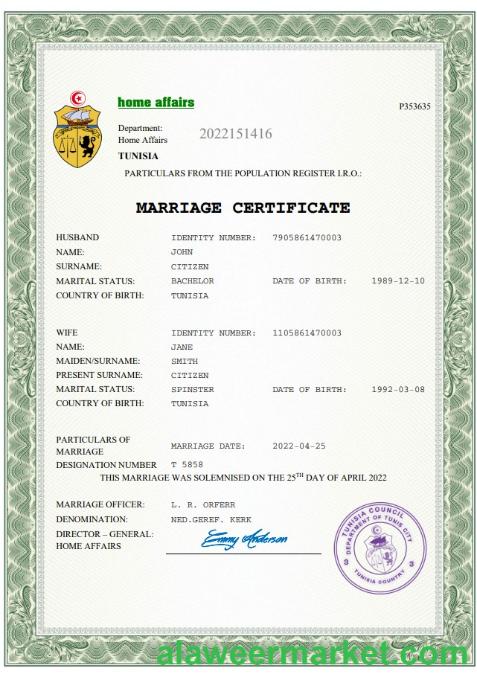 home affairs
P353635
Department:
Home Affairs
2022151416
TUNISIA
PARTICULARS FROM THE POPULATION REGISTER I.R.O.:
MARRIAGE CERTIFICATE
HUSBAND IDENTITY NUMBER: 7905861470003
NAME: JOHN
SURNAME: CITIZEN
MARITAL STATUS: BACHELOR DATE OF BIRTH: 1989-12-10
COUNTRY OF BIRTH: TUNISIA
WIFE IDENTITY NUMBER: 1105861470003
NAME: JANE
MAIDEN/SURNAME: SMITH
PRESENT SURNAME: CITIZEN
MARITAL STATUS: SPINSTER DATE OF BIRTH: 1992-03-08
COUNTRY OF BIRTH: TUNISIA
PARTICULARS OF
MARRIAGE MARRIAGE DATE: 2022-04-25
DESIGNATION NUMBER T 5858
THIS MARRIAGE WAS SOLEMNISED ON THE 25TH DAY OF APRIL 2022
MARRIAGE OFFICER: L. R. ORFERR
DENOMINATION: NED.GEREF. KERK
DIRECTOR – GENERAL:
HOME AFFAIRS
Emmy Anderson
TUNISIA COUNCIL
DEPARTMENT OF TUNIS CITY
TUNISIA COUNTRY
3 3
alaweermarket.com